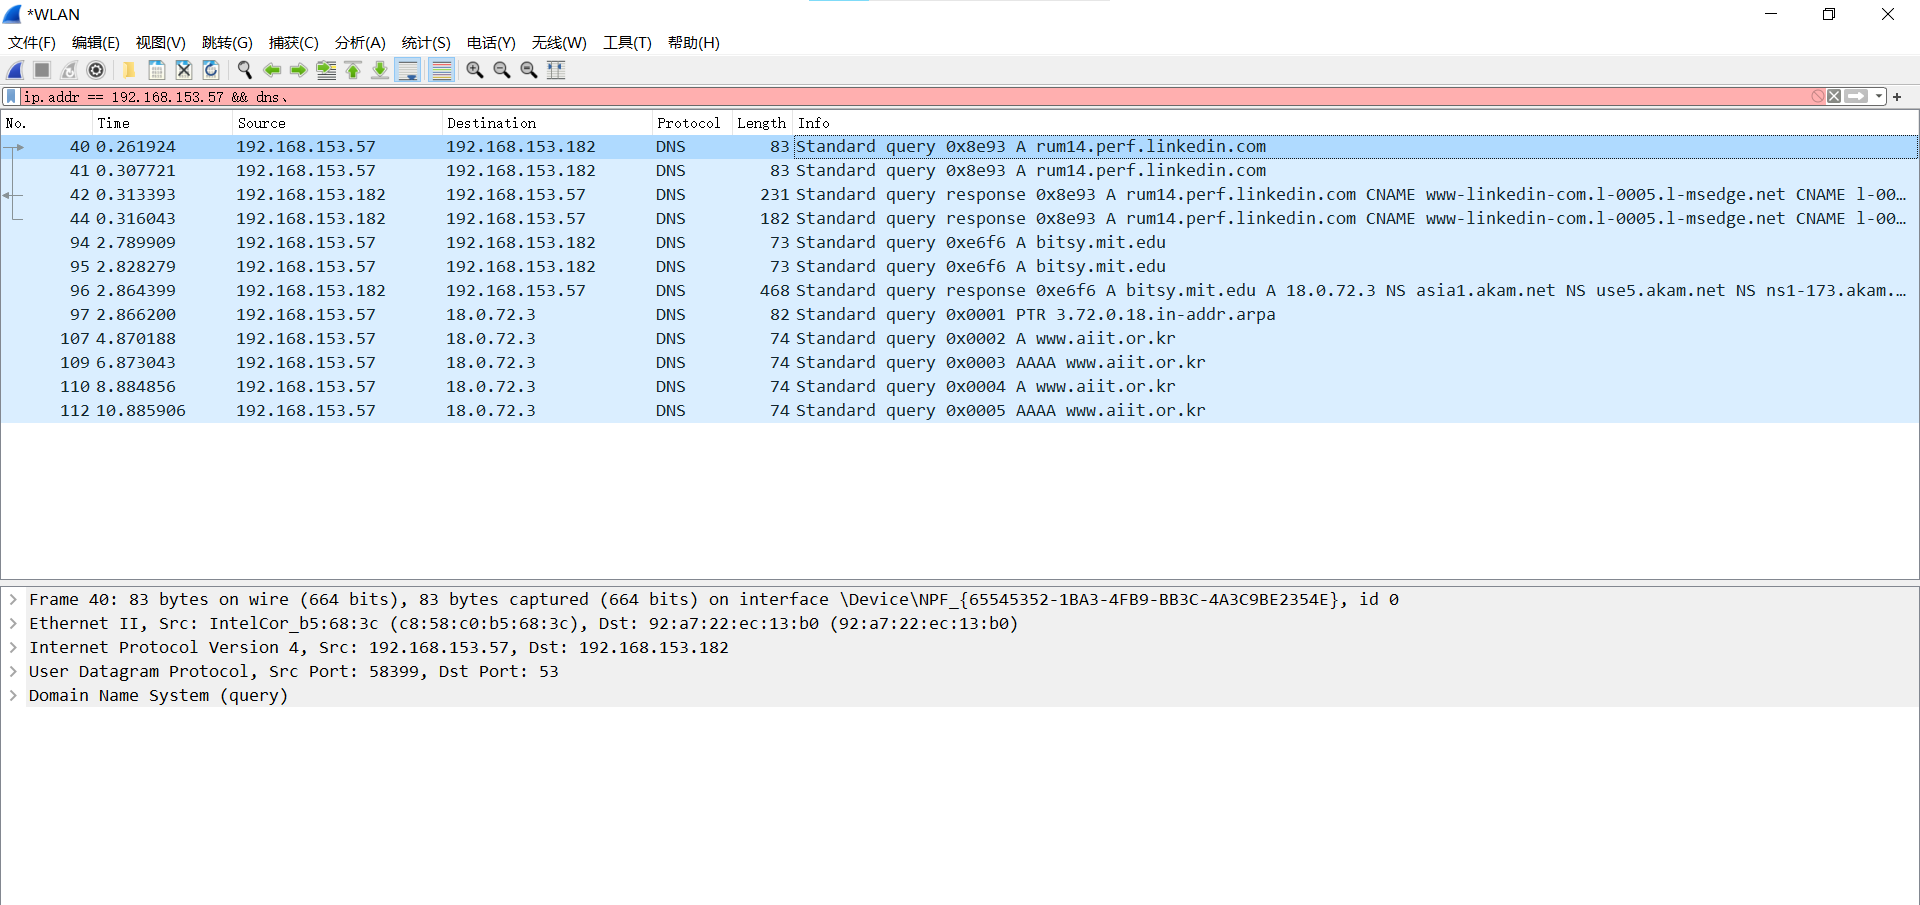 *WLAN
文件(F) 编辑(E) 视图(V) 跳转(G) 捕获(C) 分析(A) 统计(S) 电话(Y) 无线(W) 工具(T) 帮助(H)
ip.addr == 192.168.153.57 && dns、
No. Time Source Destination Protocol Length Info
40 0.261924 192.168.153.57 192.168.153.182 DNS 83 Standard query 0x8e93 A rum14.perf.linkedin.com
41 0.307721 192.168.153.57 192.168.153.182 DNS 83 Standard query 0x8e93 A rum14.perf.linkedin.com
42 0.313393 192.168.153.182 192.168.153.57 DNS 231 Standard query response 0x8e93 A rum14.perf.linkedin.com CNAME www-linkedin-com.l-0005.l-msedge.net CNAME l-00…
44 0.316043 192.168.153.182 192.168.153.57 DNS 182 Standard query response 0x8e93 A rum14.perf.linkedin.com CNAME www-linkedin-com.l-0005.l-msedge.net CNAME l-00…
94 2.789909 192.168.153.57 192.168.153.182 DNS 73 Standard query 0xe6f6 A bitsy.mit.edu
95 2.828279 192.168.153.57 192.168.153.182 DNS 73 Standard query 0xe6f6 A bitsy.mit.edu
96 2.864399 192.168.153.182 192.168.153.57 DNS 468 Standard query response 0xe6f6 A bitsy.mit.edu A 18.0.72.3 NS asia1.akam.net NS use5.akam.net NS ns1-173.akam.…
97 2.866200 192.168.153.57 18.0.72.3 DNS 82 Standard query 0x0001 PTR 3.72.0.18.in-addr.arpa
107 4.870188 192.168.153.57 18.0.72.3 DNS 74 Standard query 0x0002 A www.aiit.or.kr
109 6.873043 192.168.153.57 18.0.72.3 DNS 74 Standard query 0x0003 AAAA www.aiit.or.kr
110 8.884856 192.168.153.57 18.0.72.3 DNS 74 Standard query 0x0004 A www.aiit.or.kr
112 10.885906 192.168.153.57 18.0.72.3 DNS 74 Standard query 0x0005 AAAA www.aiit.or.kr
Frame 40: 83 bytes on wire (664 bits), 83 bytes captured (664 bits) on interface \Device\NPF_{65545352-1BA3-4FB9-BB3C-4A3C9BE2354E}, id 0
Ethernet II, Src: IntelCor_b5:68:3c (c8:58:c0:b5:68:3c), Dst: 92:a7:22:ec:13:b0 (92:a7:22:ec:13:b0)
Internet Protocol Version 4, Src: 192.168.153.57, Dst: 192.168.153.182
User Datagram Protocol, Src Port: 58399, Dst Port: 53
Domain Name System (query)